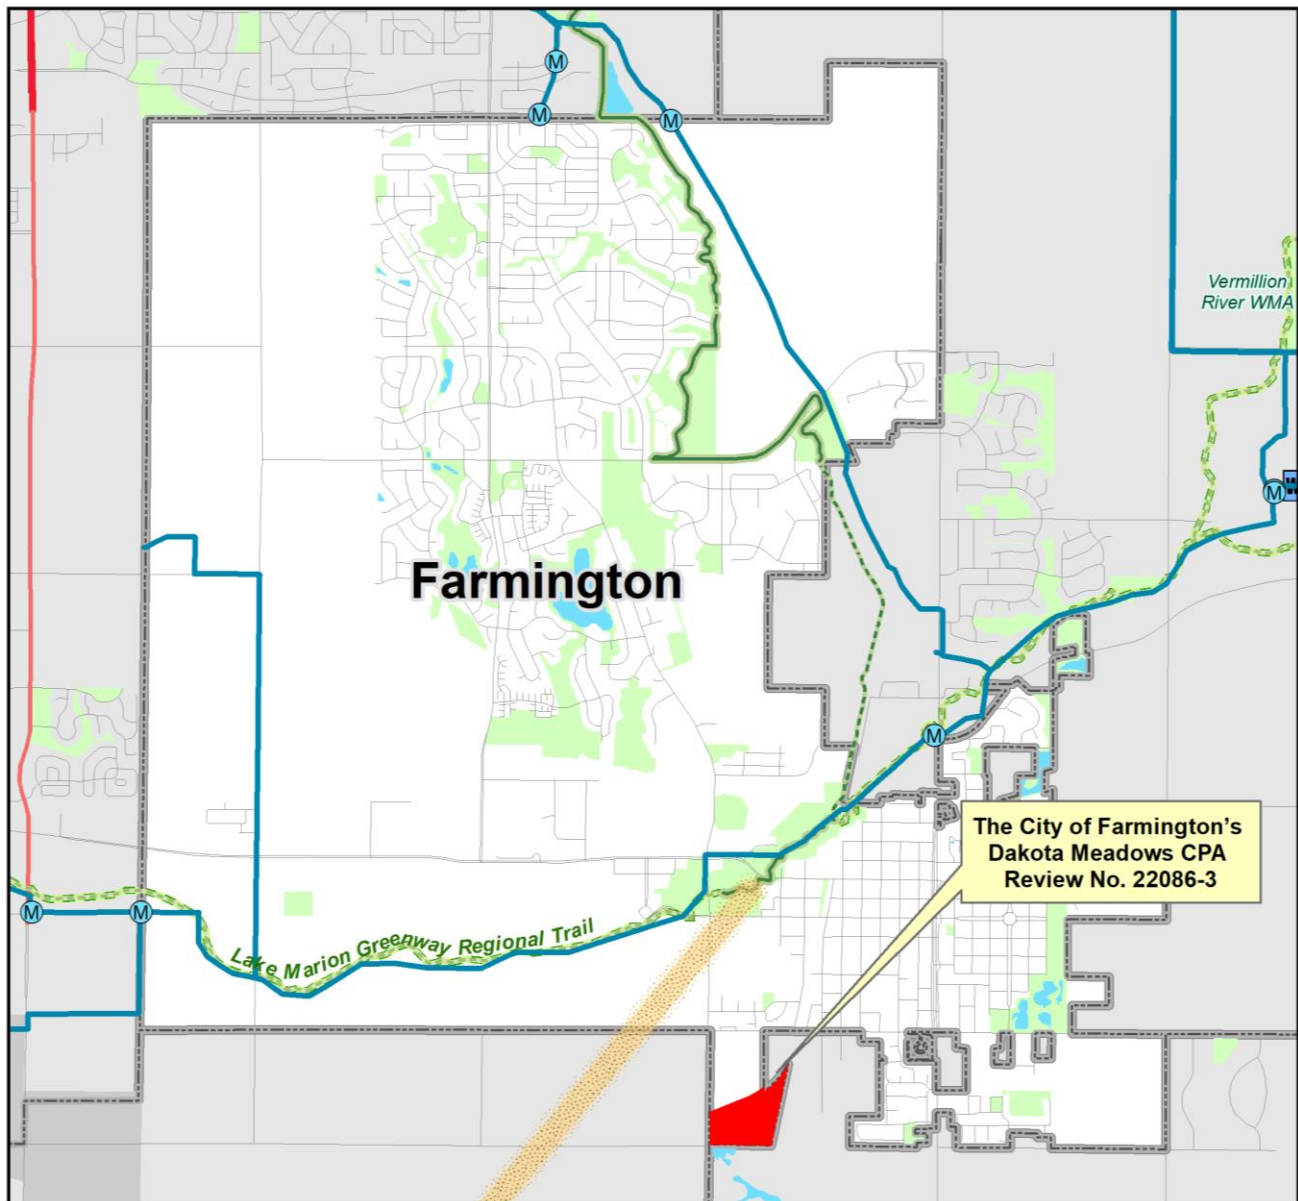 M
M
M
Vermillion
River WMA
M
Farmington
M
The City of Farmington's
Dakota Meadows CPA
Review No. 22086-3
M
M
Lake Marion Greenway Regional Trail